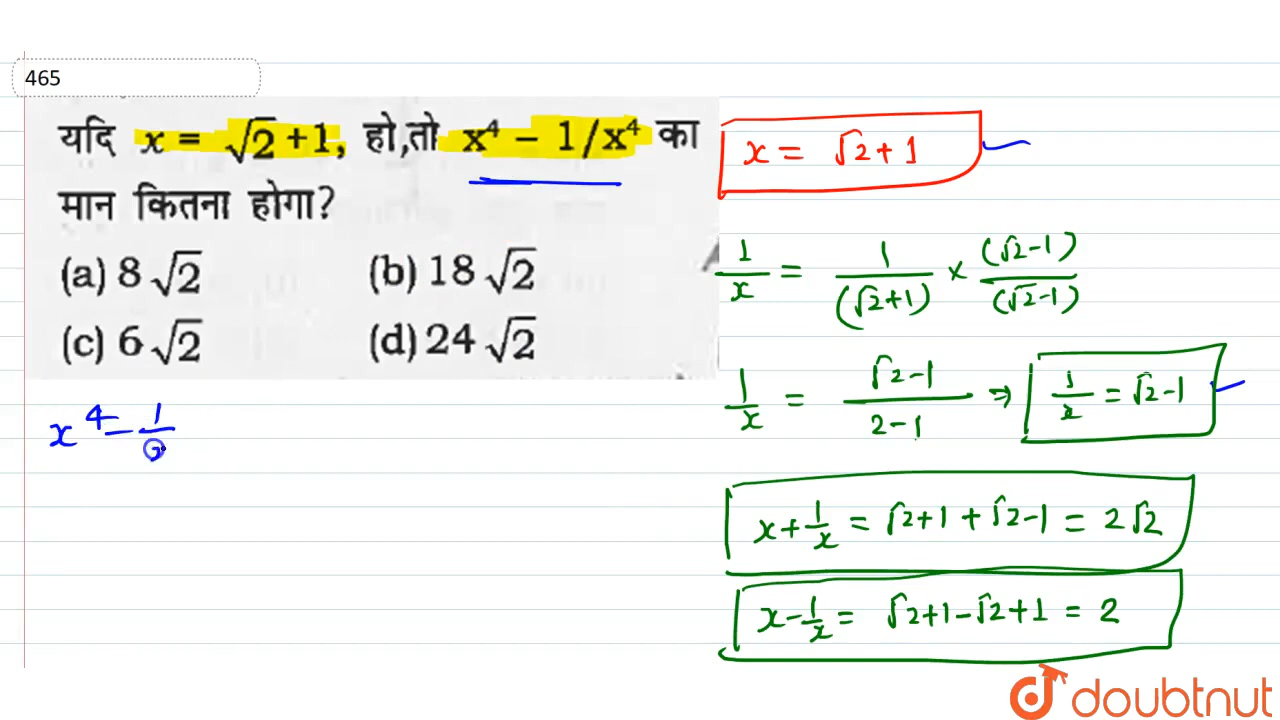 465
यदि x = √2 +1, हो,तो x⁴ − 1/x⁴ का
मान कितना होगा?
(a) 8 √2 (b) 18 √2
(c) 6 √2 (d) 24 √2
x⁴ − 1/x
x = √2 + 1
1/x = 1/(√2+1) × (√2-1)/(√2-1)
1/x = √2-1/2-1 ⇒ 1/x = √2-1
x + 1/x = √2+1 + √2-1 = 2√2
x - 1/x = √2+1-√2+1 = 2
doubtnut